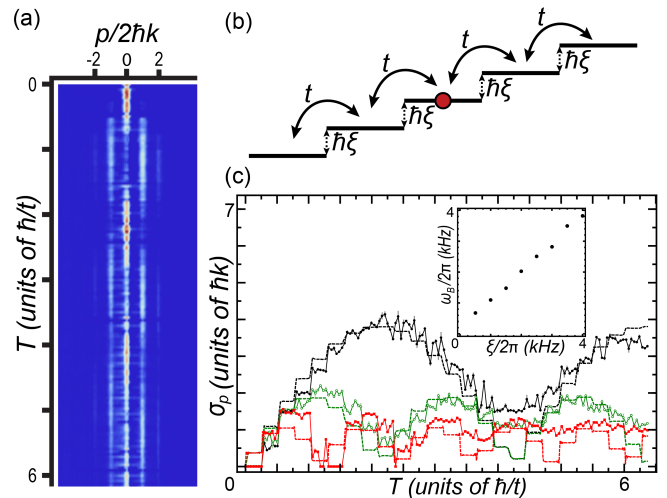 (a)
p/2ħk
-2 0 2
0
T (units of ħ/t)
6
(b)
t
t
t
t
ħξ
ħξ
ħξ
ħξ
(c)
7
σp (units of ħk)
0
T (units of ħ/t)
6
4
ωB/2π (kHz)
0
ξ/2π (kHz)
4